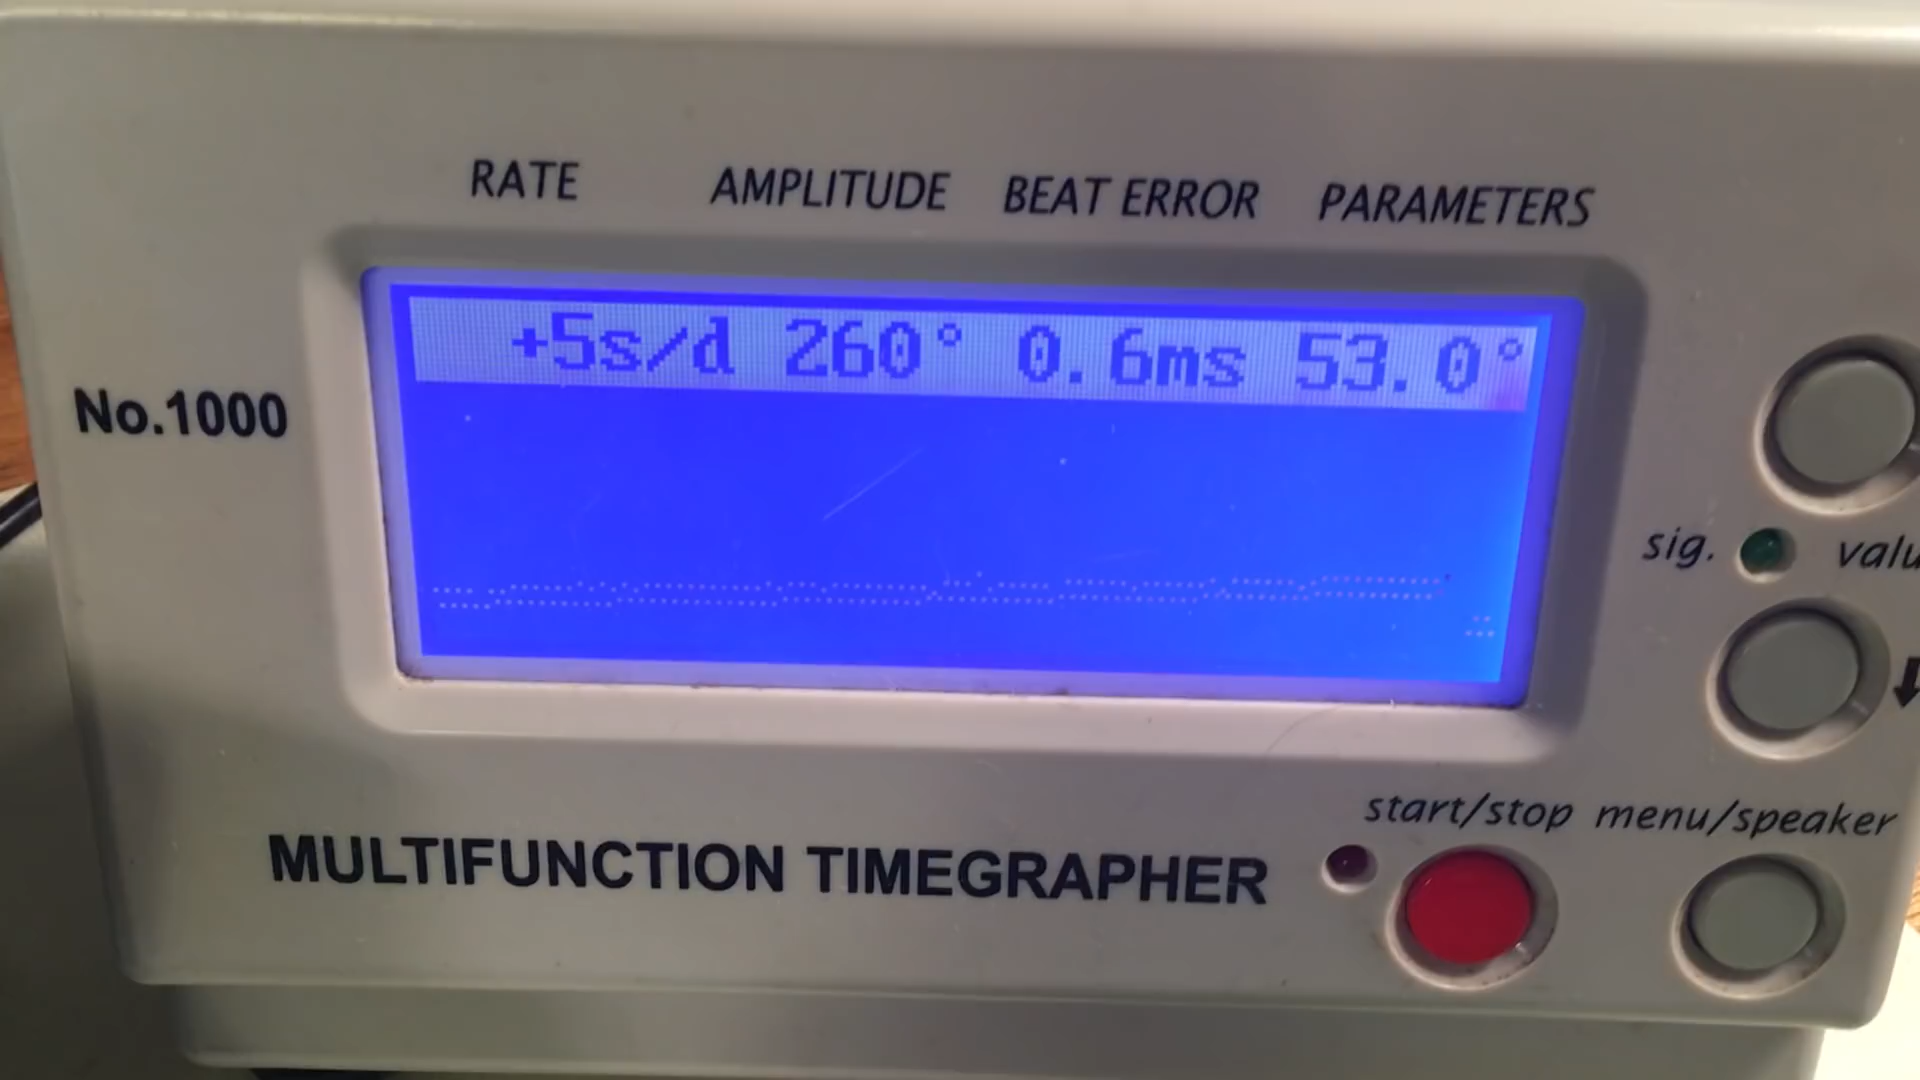 RATE AMPLITUDE BEAT ERROR PARAMETERS
+5s/d 260° 0.6ms 53.0°
No.1000
sig.
start/stop menu/speaker
MULTIFUNCTION TIMEGRAPHER